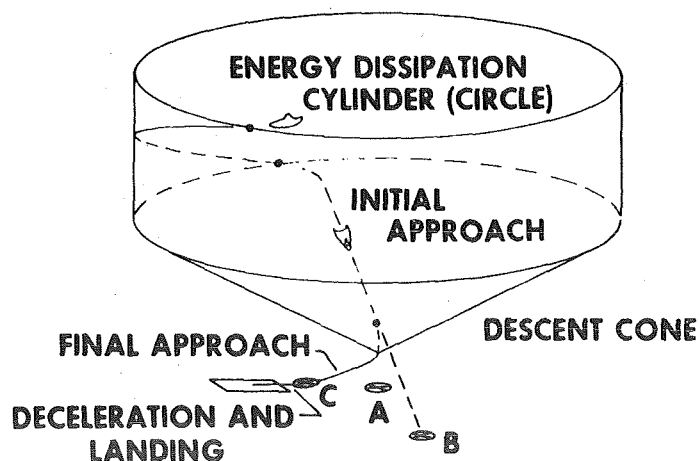 ENERGY DISSIPATION
CYLINDER (CIRCLE)
INITIAL
APPROACH
DESCENT CONE
FINAL APPROACH
C
A
B
DECELERATION AND
LANDING